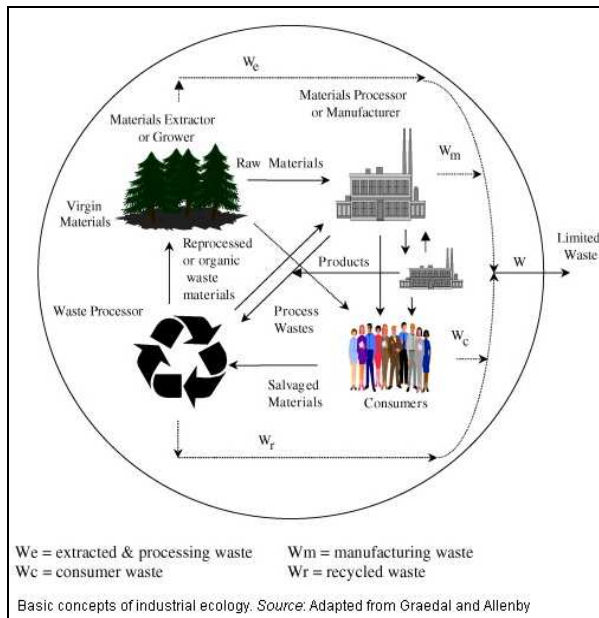 We
Materials Extractor
or Grower
Materials Processor
or Manufacturer
Wm
Raw Materials
Virgin
Materials
Reprocessed
or organic
waste
materials
Products
W
Limited
Waste
Waste Processor
Process
Wastes
Wc
Salvaged
Materials
Consumers
Wr
We = extracted & processing waste
Wm = manufacturing waste
Wc = consumer waste
Wr = recycled waste
Basic concepts of industrial ecology. Source: Adapted from Graedal and Allenby